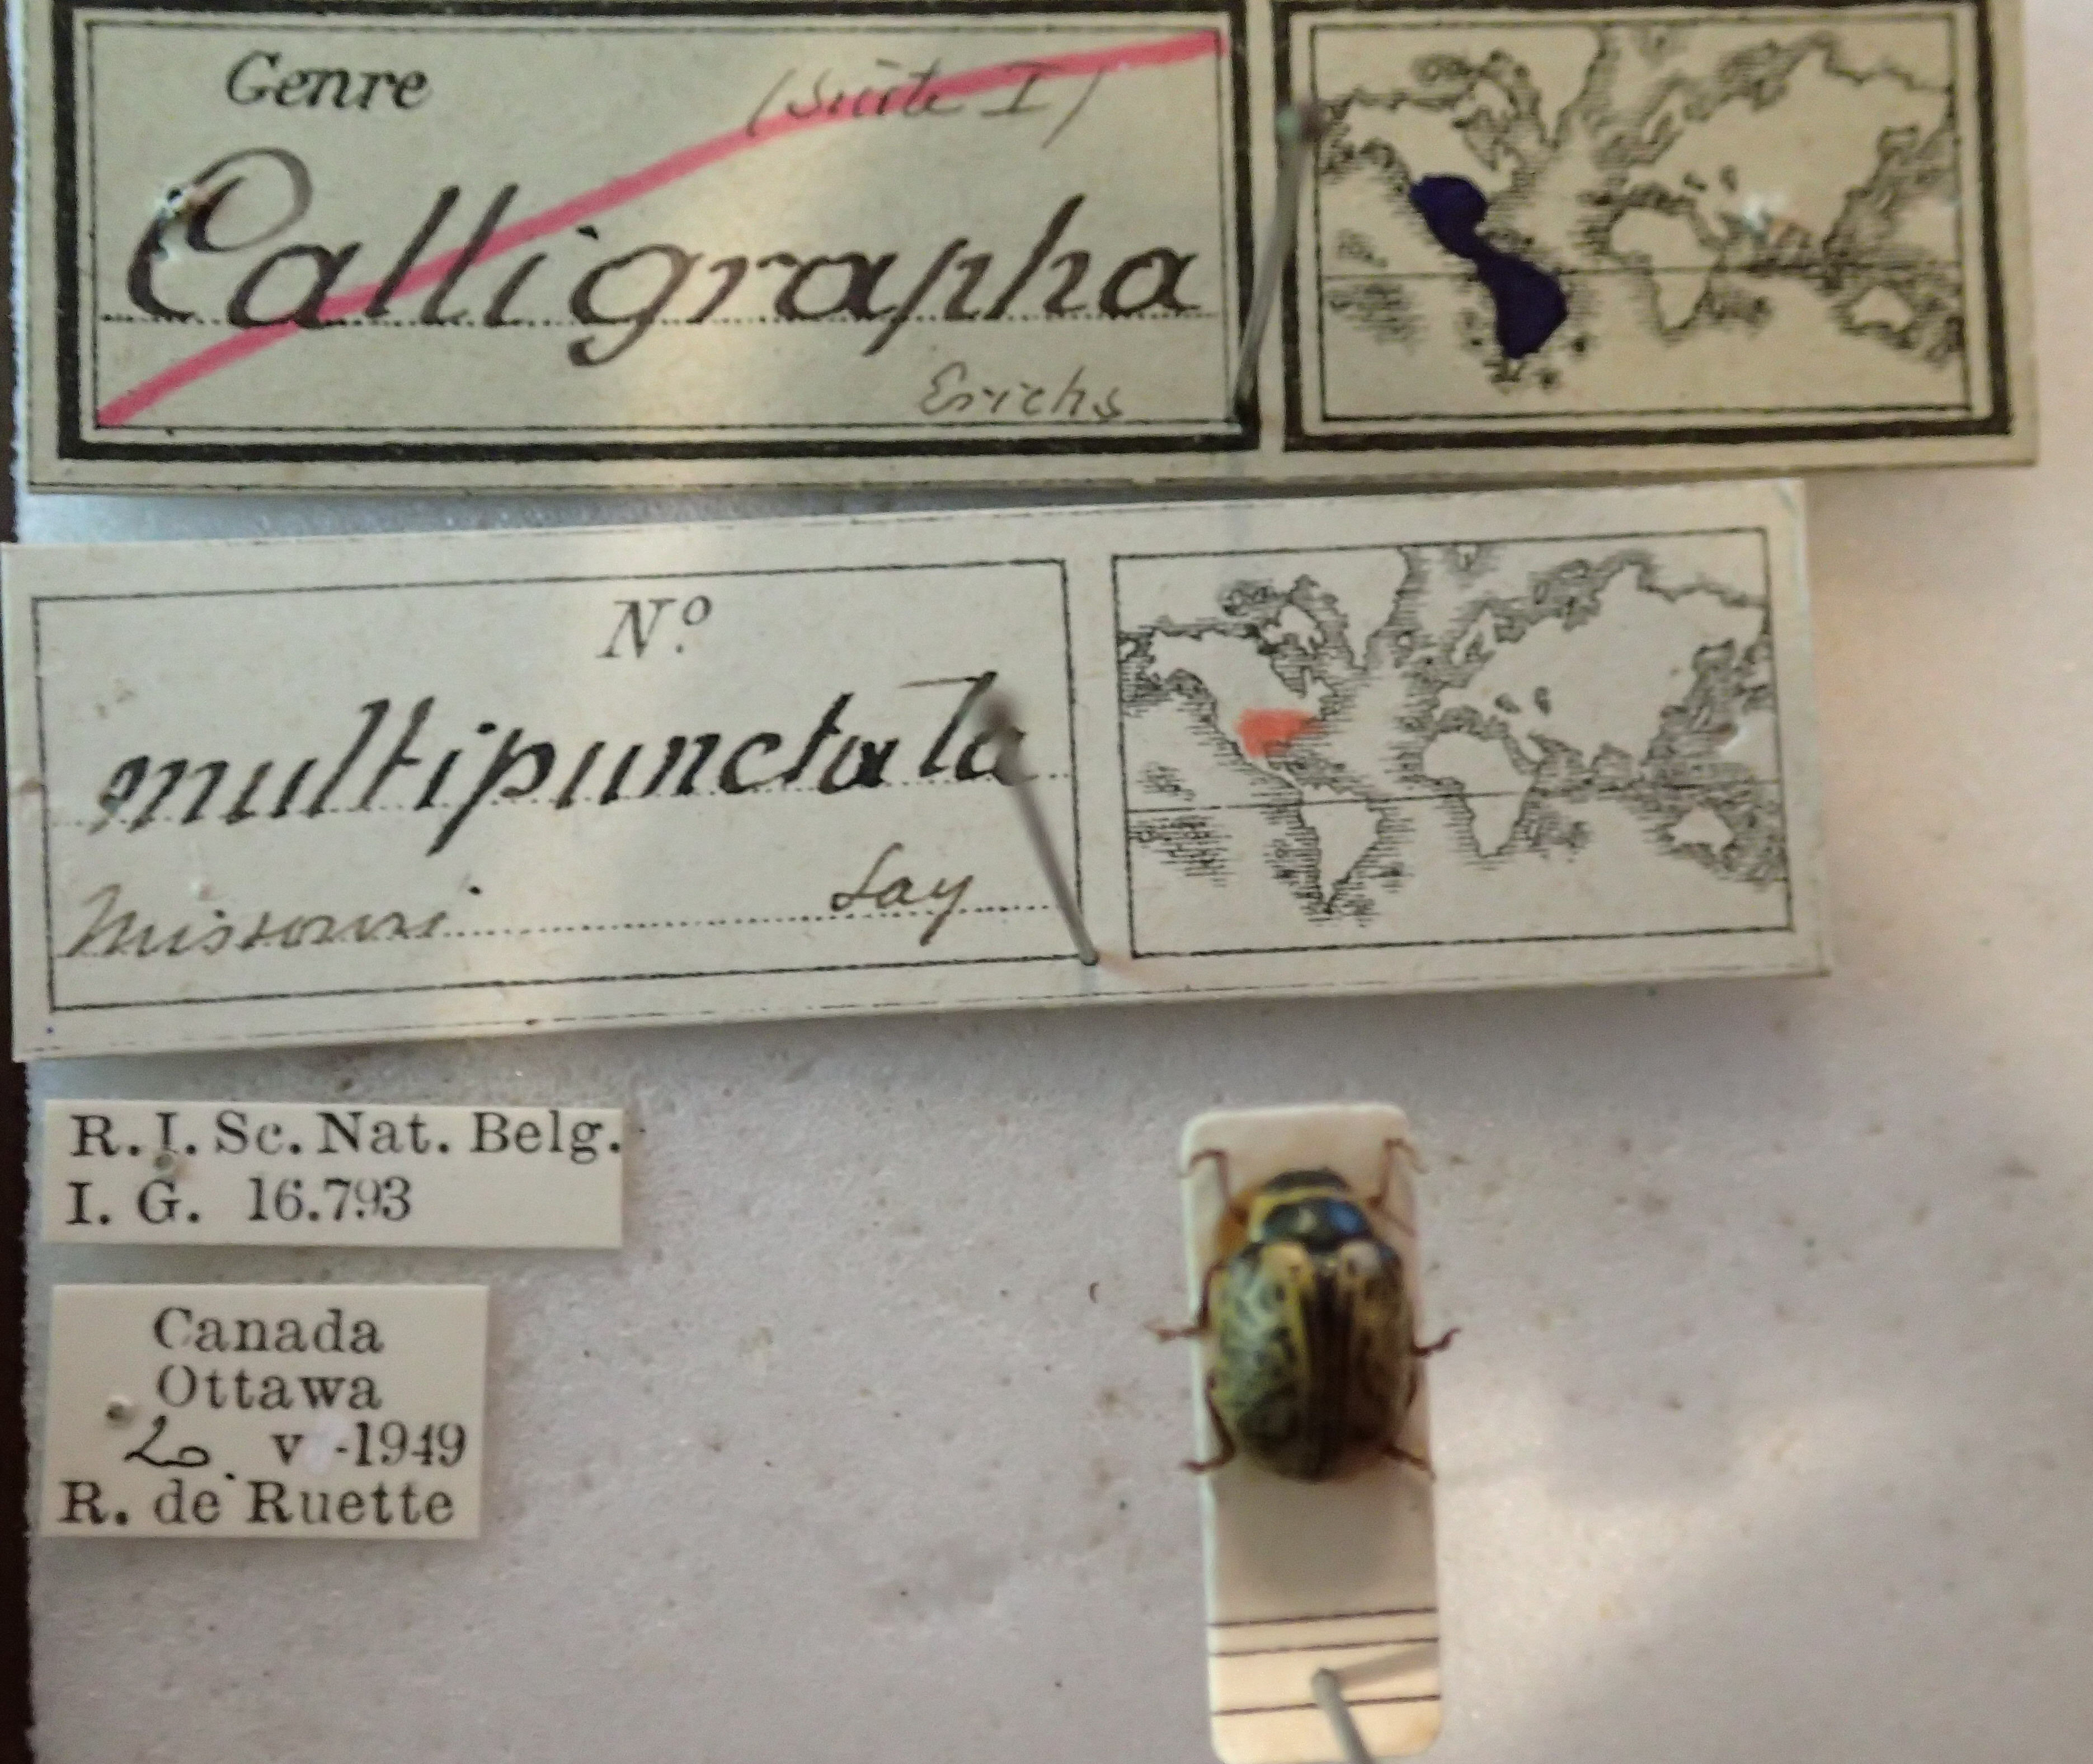 Genre
(Suite I)
Calligrapha
Erichs
N.º
multipunctata
Missouri Say
R.I.Sc.Nat.Belg.
I. G. 16.793
Canada
Ottawa
v -1949
R. de Ruette